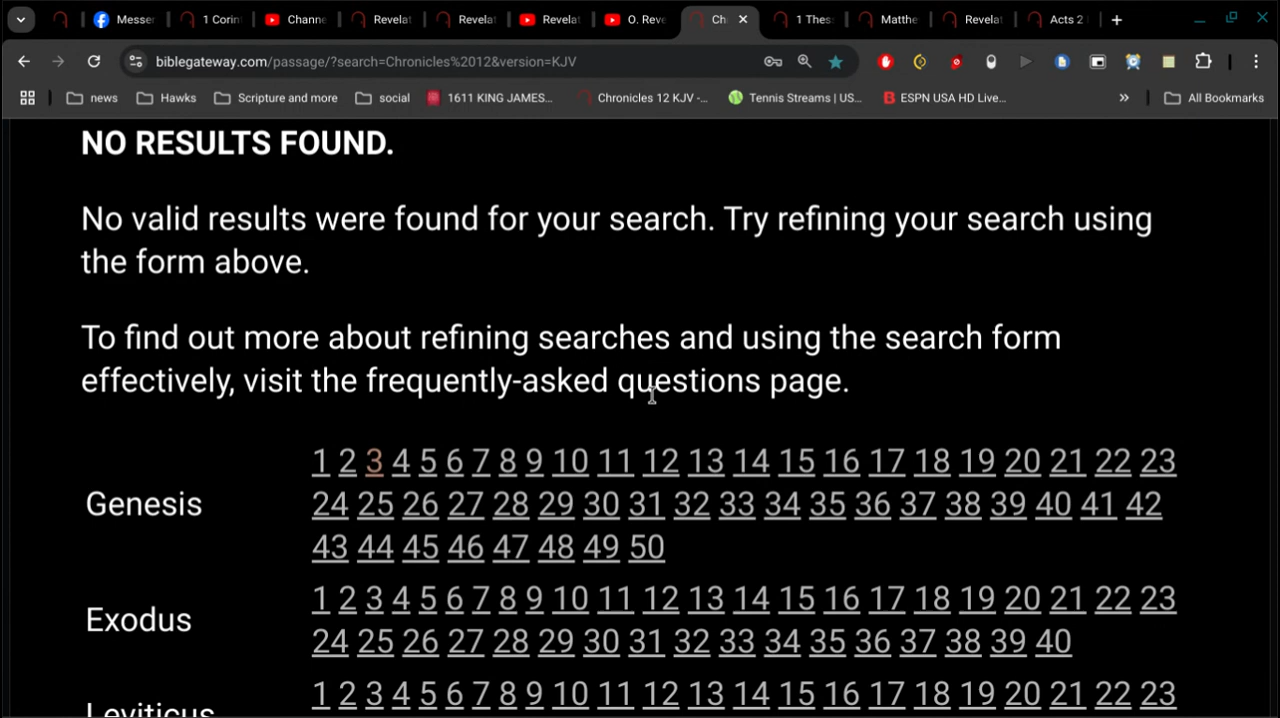 Messer 1 Corin Channe Revelat Revelat Revelat O. Reve Ch 1 Thes: Matthe Revelat Acts 2
biblegateway.com/passage/?search=Chronicles%2012&version=KJV
news Hawks Scripture and more social 1611 KING JAMES... Chronicles 12 KJV -... Tennis Streams | US... ESPN USA HD Live... » All Bookmarks
NO RESULTS FOUND.
No valid results were found for your search. Try refining your search using
the form above.
To find out more about refining searches and using the search form
effectively, visit the frequently-asked questions page.
1 2 3 4 5 6 7 8 9 10 11 12 13 14 15 16 17 18 19 20 21 22 23
Genesis 24 25 26 27 28 29 30 31 32 33 34 35 36 37 38 39 40 41 42
43 44 45 46 47 48 49 50
1 2 3 4 5 6 7 8 9 10 11 12 13 14 15 16 17 18 19 20 21 22 23
Exodus
24 25 26 27 28 29 30 31 32 33 34 35 36 37 38 39 40
1 2 3 4 5 6 7 8 9 10 11 12 13 14 15 16 17 18 19 20 21 22 23
Leviticus